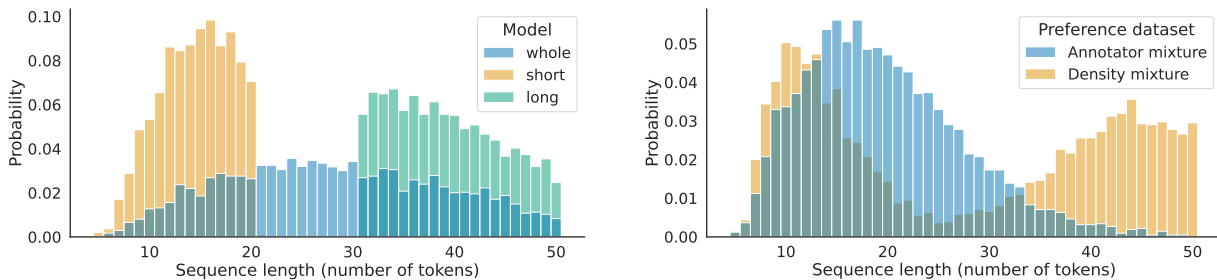 0.10
0.08
0.06
0.04
0.02
0.00
Probability
10
20
30
40
50
Sequence length (number of tokens)
Model
whole
short
long
0.05
0.04
0.03
0.02
0.01
0.00
Probability
10
20
30
40
50
Sequence length (number of tokens)
Preference dataset
Annotator mixture
Density mixture